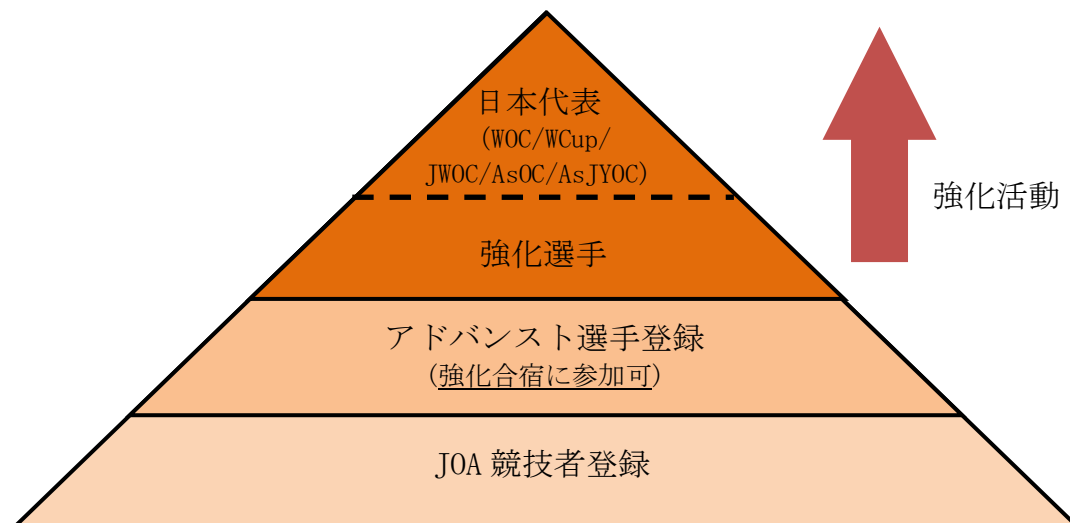 日本代表
(WOC/WCup/
JWOC/AsOC/AsJYOC)
強化活動
強化選手
アドバンスト選手登録
(強化合宿に参加可)
JOA 競技者登録